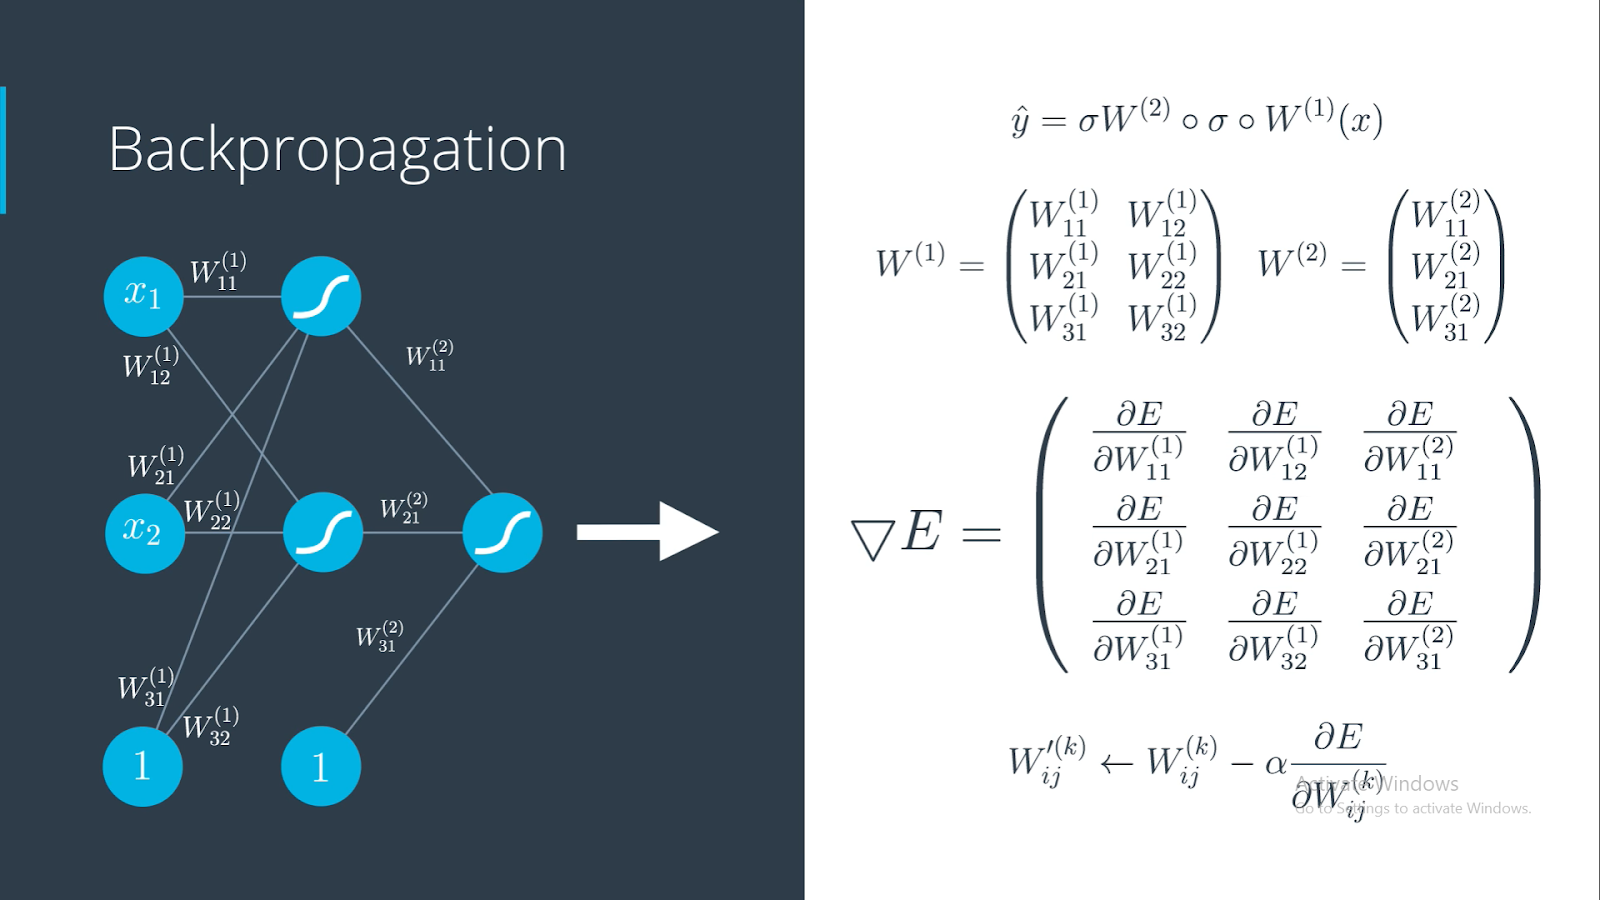 Backpropagation
x₁
W₁₁⁽¹⁾
W₁₂⁽¹⁾
W₁₁⁽²⁾
W₂₁⁽¹⁾
x₂
W₂₂⁽¹⁾
W₂₁⁽²⁾
W₃₁⁽²⁾
W₃₁⁽¹⁾
W₃₂⁽¹⁾
1
1
ŷ = σW⁽²⁾ ∘ σ ∘ W⁽¹⁾(x)
W⁽¹⁾ = ( W₁₁⁽¹⁾ W₁₂⁽¹⁾
W₂₁⁽¹⁾ W₂₂⁽¹⁾
W₃₁⁽¹⁾ W₃₂⁽¹⁾ )
W⁽²⁾ = ( W₁₁⁽²⁾
W₂₁⁽²⁾
W₃₁⁽²⁾ )
▽E = ( ∂E/∂W₁₁⁽¹⁾ ∂E/∂W₁₂⁽¹⁾ ∂E/∂W₁₁⁽²⁾
∂E/∂W₂₁⁽¹⁾ ∂E/∂W₂₂⁽¹⁾ ∂E/∂W₂₁⁽²⁾
∂E/∂W₃₁⁽¹⁾ ∂E/∂W₃₂⁽¹⁾ ∂E/∂W₃₁⁽²⁾ )
W′ᵢⱼ⁽ᵏ⁾ ← Wᵢⱼ⁽ᵏ⁾ − α ∂E/∂Wᵢⱼ⁽ᵏ⁾
Activate Windows
Go to Settings to activate Windows.